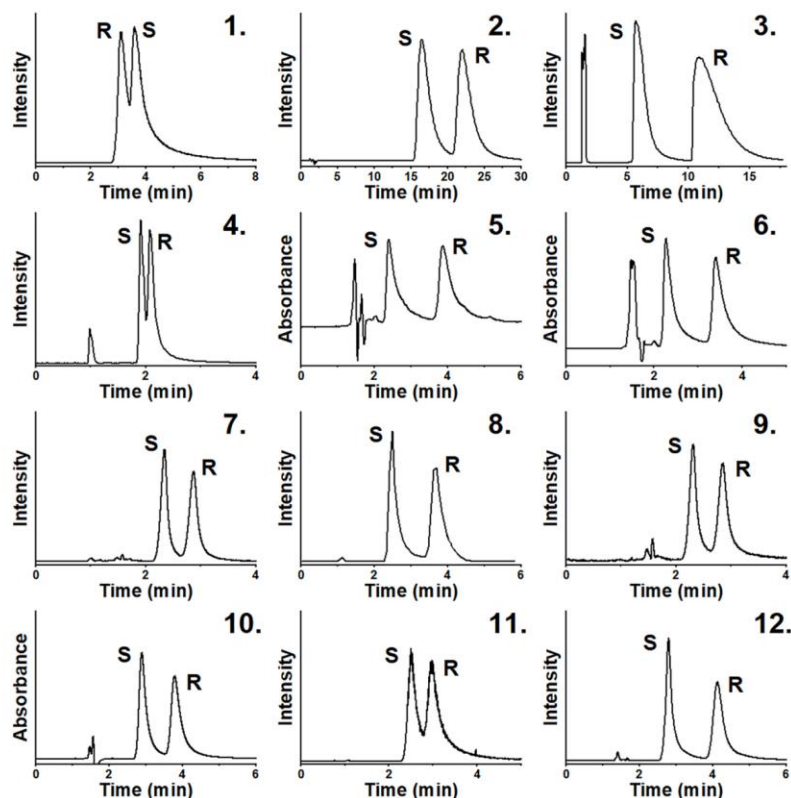 1.
R S
Intensity
0 2 4 6 8
Time (min)
2.
S R
Intensity
0 5 10 15 20 25 30
Time (min)
3.
S R
Intensity
0 5 10 15
Time (min)
4.
S R
Intensity
0 2 4
Time (min)
5.
S R
Absorbance
0 2 4 6
Time (min)
6.
S R
Absorbance
0 2 4
Time (min)
7.
S R
Intensity
0 2 4
Time (min)
8.
S R
Intensity
0 2 4 6
Time (min)
9.
S R
Intensity
0 2 4
Time (min)
10.
S R
Absorbance
0 2 4 6
Time (min)
11.
S R
Intensity
0 2 4
Time (min)
12.
S R
Intensity
0 2 4 6
Time (min)